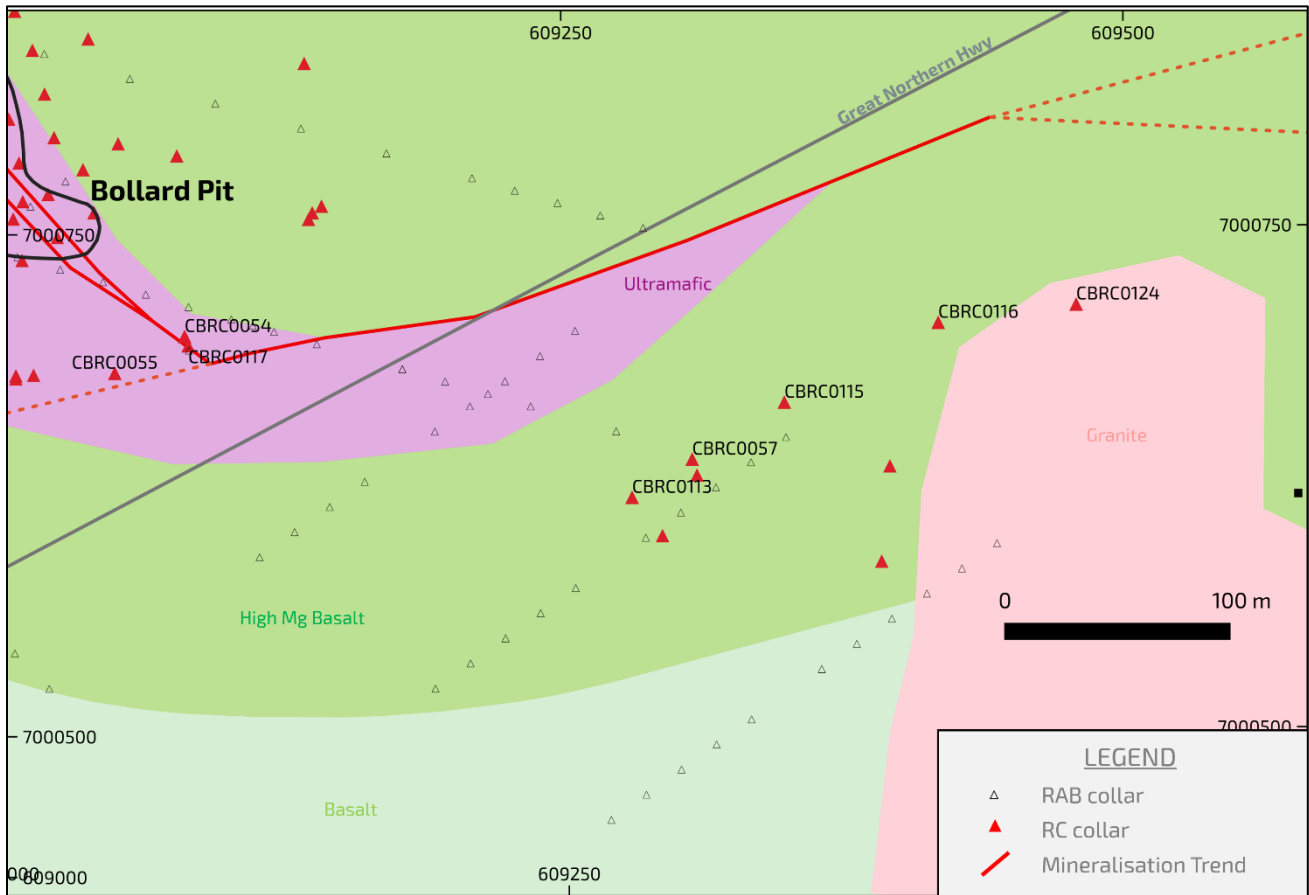 609250
609500
Great Northern Hwy
Bollard Pit
7000750
7000750
Ultramafic
CBRC0124
CBRC0116
CBRC0054
CBRC0117
CBRC0055
CBRC0115
Granite
CBRC0057
CBRC0113
0
100 m
High Mg Basalt
7000500
7000500
LEGEND
RAB collar
Basalt
RC collar
Mineralisation Trend
000
609000
609250